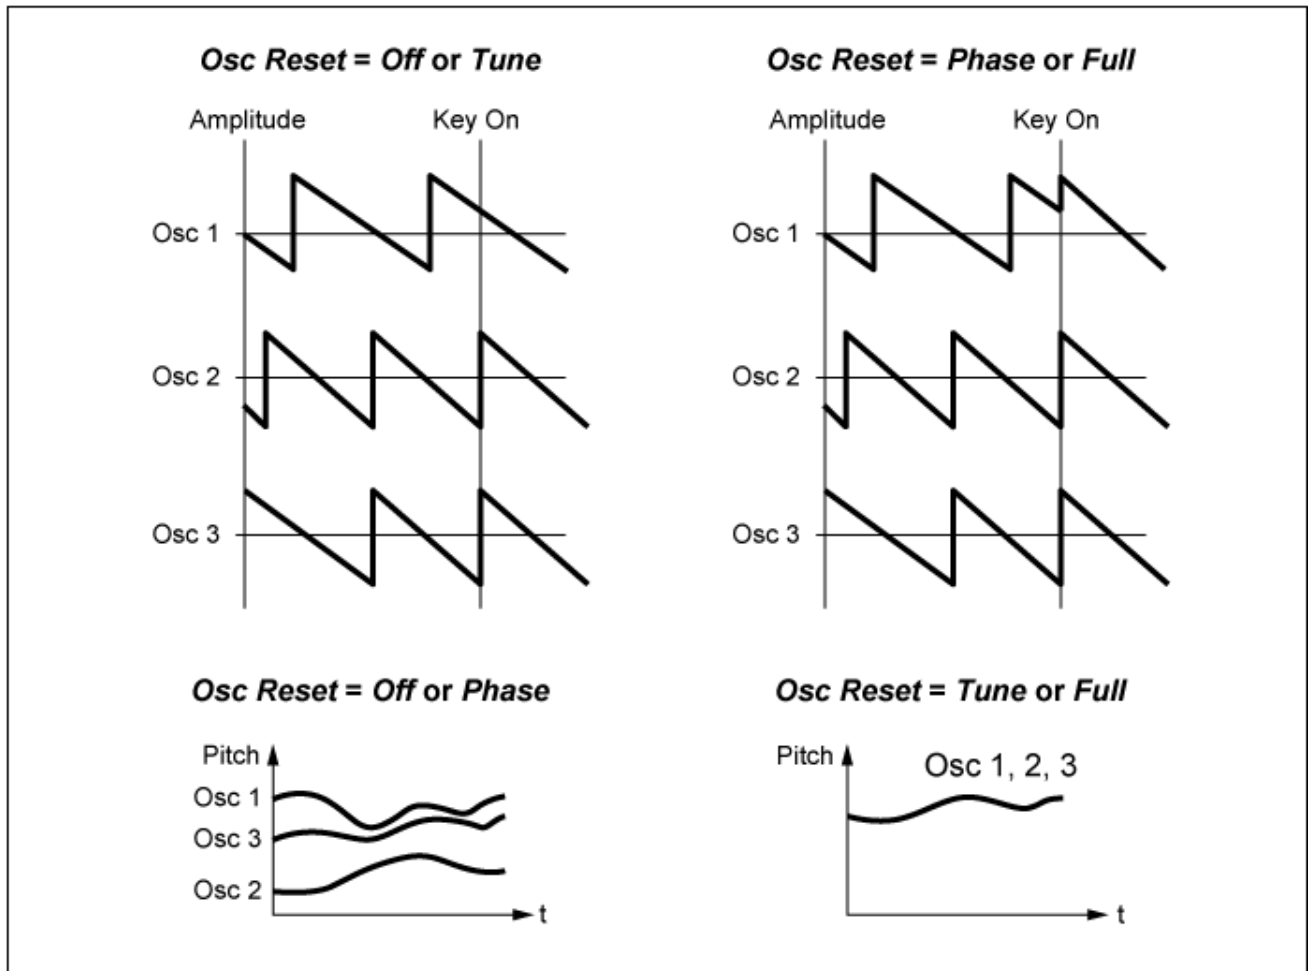 Osc Reset = Off or Tune
Amplitude Key On
Osc 1
Osc 2
Osc 3
Osc Reset = Phase or Full
Amplitude Key On
Osc 1
Osc 2
Osc 3
Osc Reset = Off or Phase
Pitch
Osc 1
Osc 3
Osc 2
t
Osc Reset = Tune or Full
Pitch
Osc 1, 2, 3
t